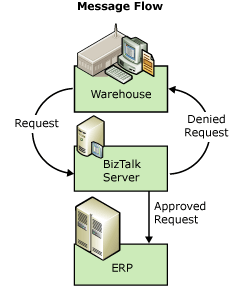 Message Flow
Warehouse
Request
Denied
Request
BizTalk
Server
Approved
Request
ERP